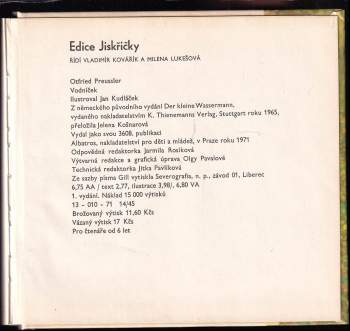 Edice Jiskřičky
ŘÍDÍ VLADIMÍR KOVÁŘÍK A MILENA LUKEŠOVÁ
Otfried Preussler
Vodníček
Ilustroval Jan Kudláček
Z německého původního vydání Der kleine Wassermann,
vydaného nakladatelstvím K. Thienemanns Verlag, Stuttgart roku 1965,
přeložila Jelena Košnarová
Vydal jako svou 3608. publikaci
Albatros, nakladatelství pro děti a mládež, v Praze roku 1971
Odpovědná redaktorka Jarmila Rosíková
Výtvarná redakce a grafická úprava Olgy Pavalové
Technická redaktorka Jitka Pavlíková
Ze sazby písma Gill vytiskla Severografia, n. p., závod 01, Liberec
6,75 AA / text 2,77, ilustrace 3,98/, 6,80 VA
1. vydání. Náklad 15 000 výtisků
13 - 010 - 71 14/45
Brožovaný výtisk 11,60 Kčs
Vázaný výtisk 17 Kčs
Pro čtenáře od 6 let